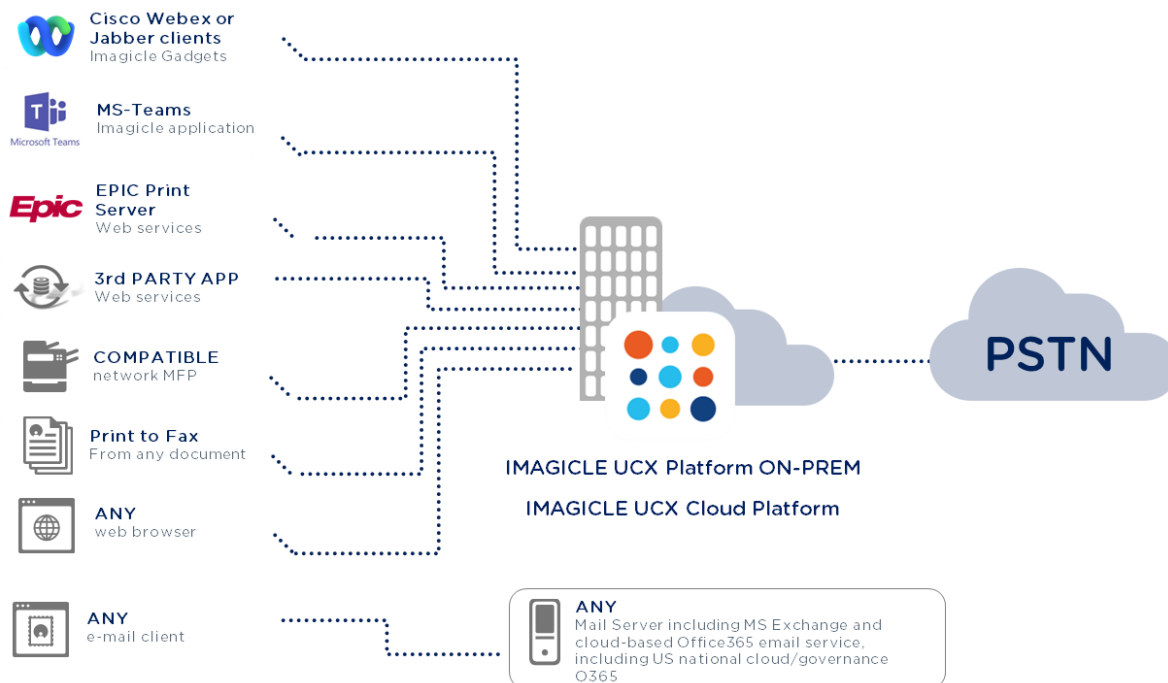 Cisco Webex or
Jabber clients
Imagicle Gadgets
T
Microsoft Teams
MS-Teams
Imagicle application
Epic
EPIC Print
Server
Web services
3rd PARTY APP
Web services
COMPATIBLE
network MFP
Print to Fax
From any document
ANY
web browser
ANY
e-mail client
IMAGICLE UCX Platform ON-PREM
IMAGICLE UCX Cloud Platform
PSTN
ANY
Mail Server including MS Exchange and
cloud-based Office365 email service,
including US national cloud/governance
O365